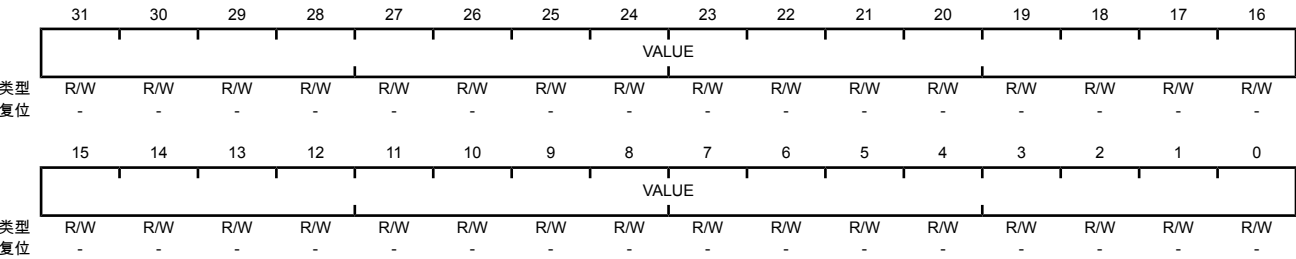 31 30 29 28 27 26 25 24 23 22 21 20 19 18 17 16
VALUE
类型 R/W R/W R/W R/W R/W R/W R/W R/W R/W R/W R/W R/W R/W R/W R/W R/W
复位 - - - - - - - - - - - - - - - -
15 14 13 12 11 10 9 8 7 6 5 4 3 2 1 0
VALUE
类型 R/W R/W R/W R/W R/W R/W R/W R/W R/W R/W R/W R/W R/W R/W R/W R/W
复位 - - - - - - - - - - - - - - - -